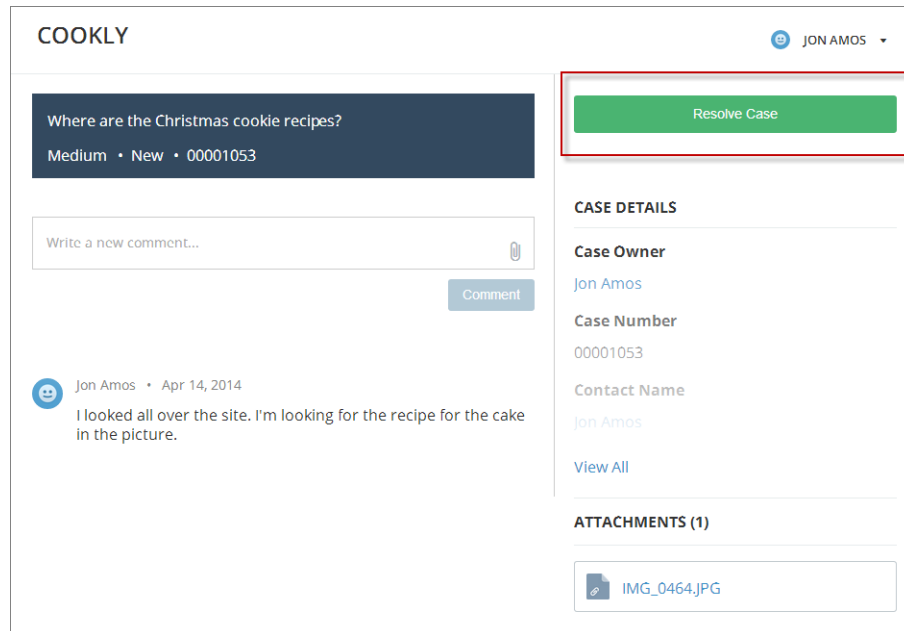 COOKLY
JON AMOS
Where are the Christmas cookie recipes?
Medium • New • 00001053
Write a new comment...
Comment
Jon Amos • Apr 14, 2014
I looked all over the site. I'm looking for the recipe for the cake
in the picture.
Resolve Case
CASE DETAILS
Case Owner
Jon Amos
Case Number
00001053
Contact Name
Jon Amos
View All
ATTACHMENTS (1)
IMG_0464.JPG